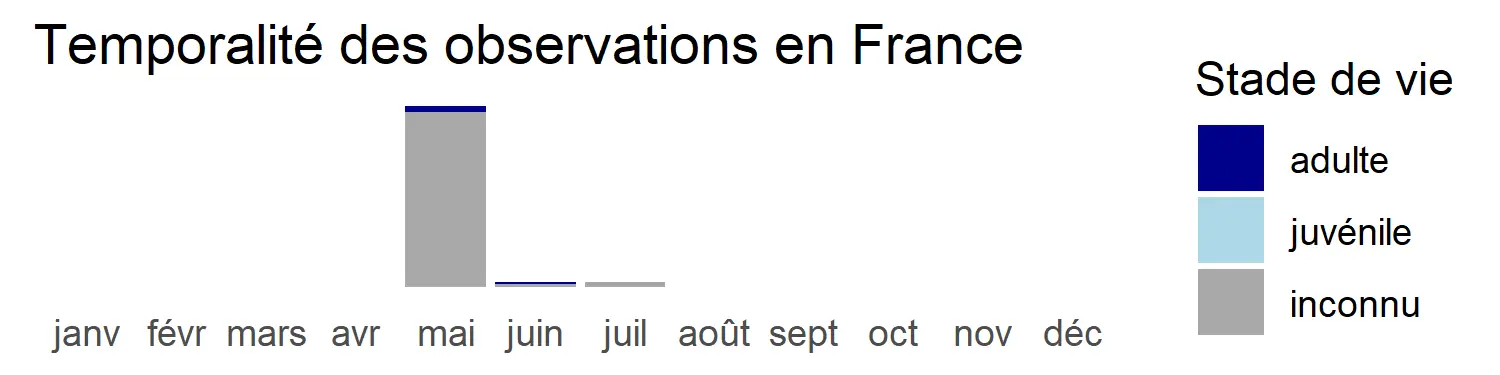 Temporalité des observations en France
Stade de vie
adulte
juvénile
inconnu
janv févr mars avr mai juin juil août sept oct nov déc